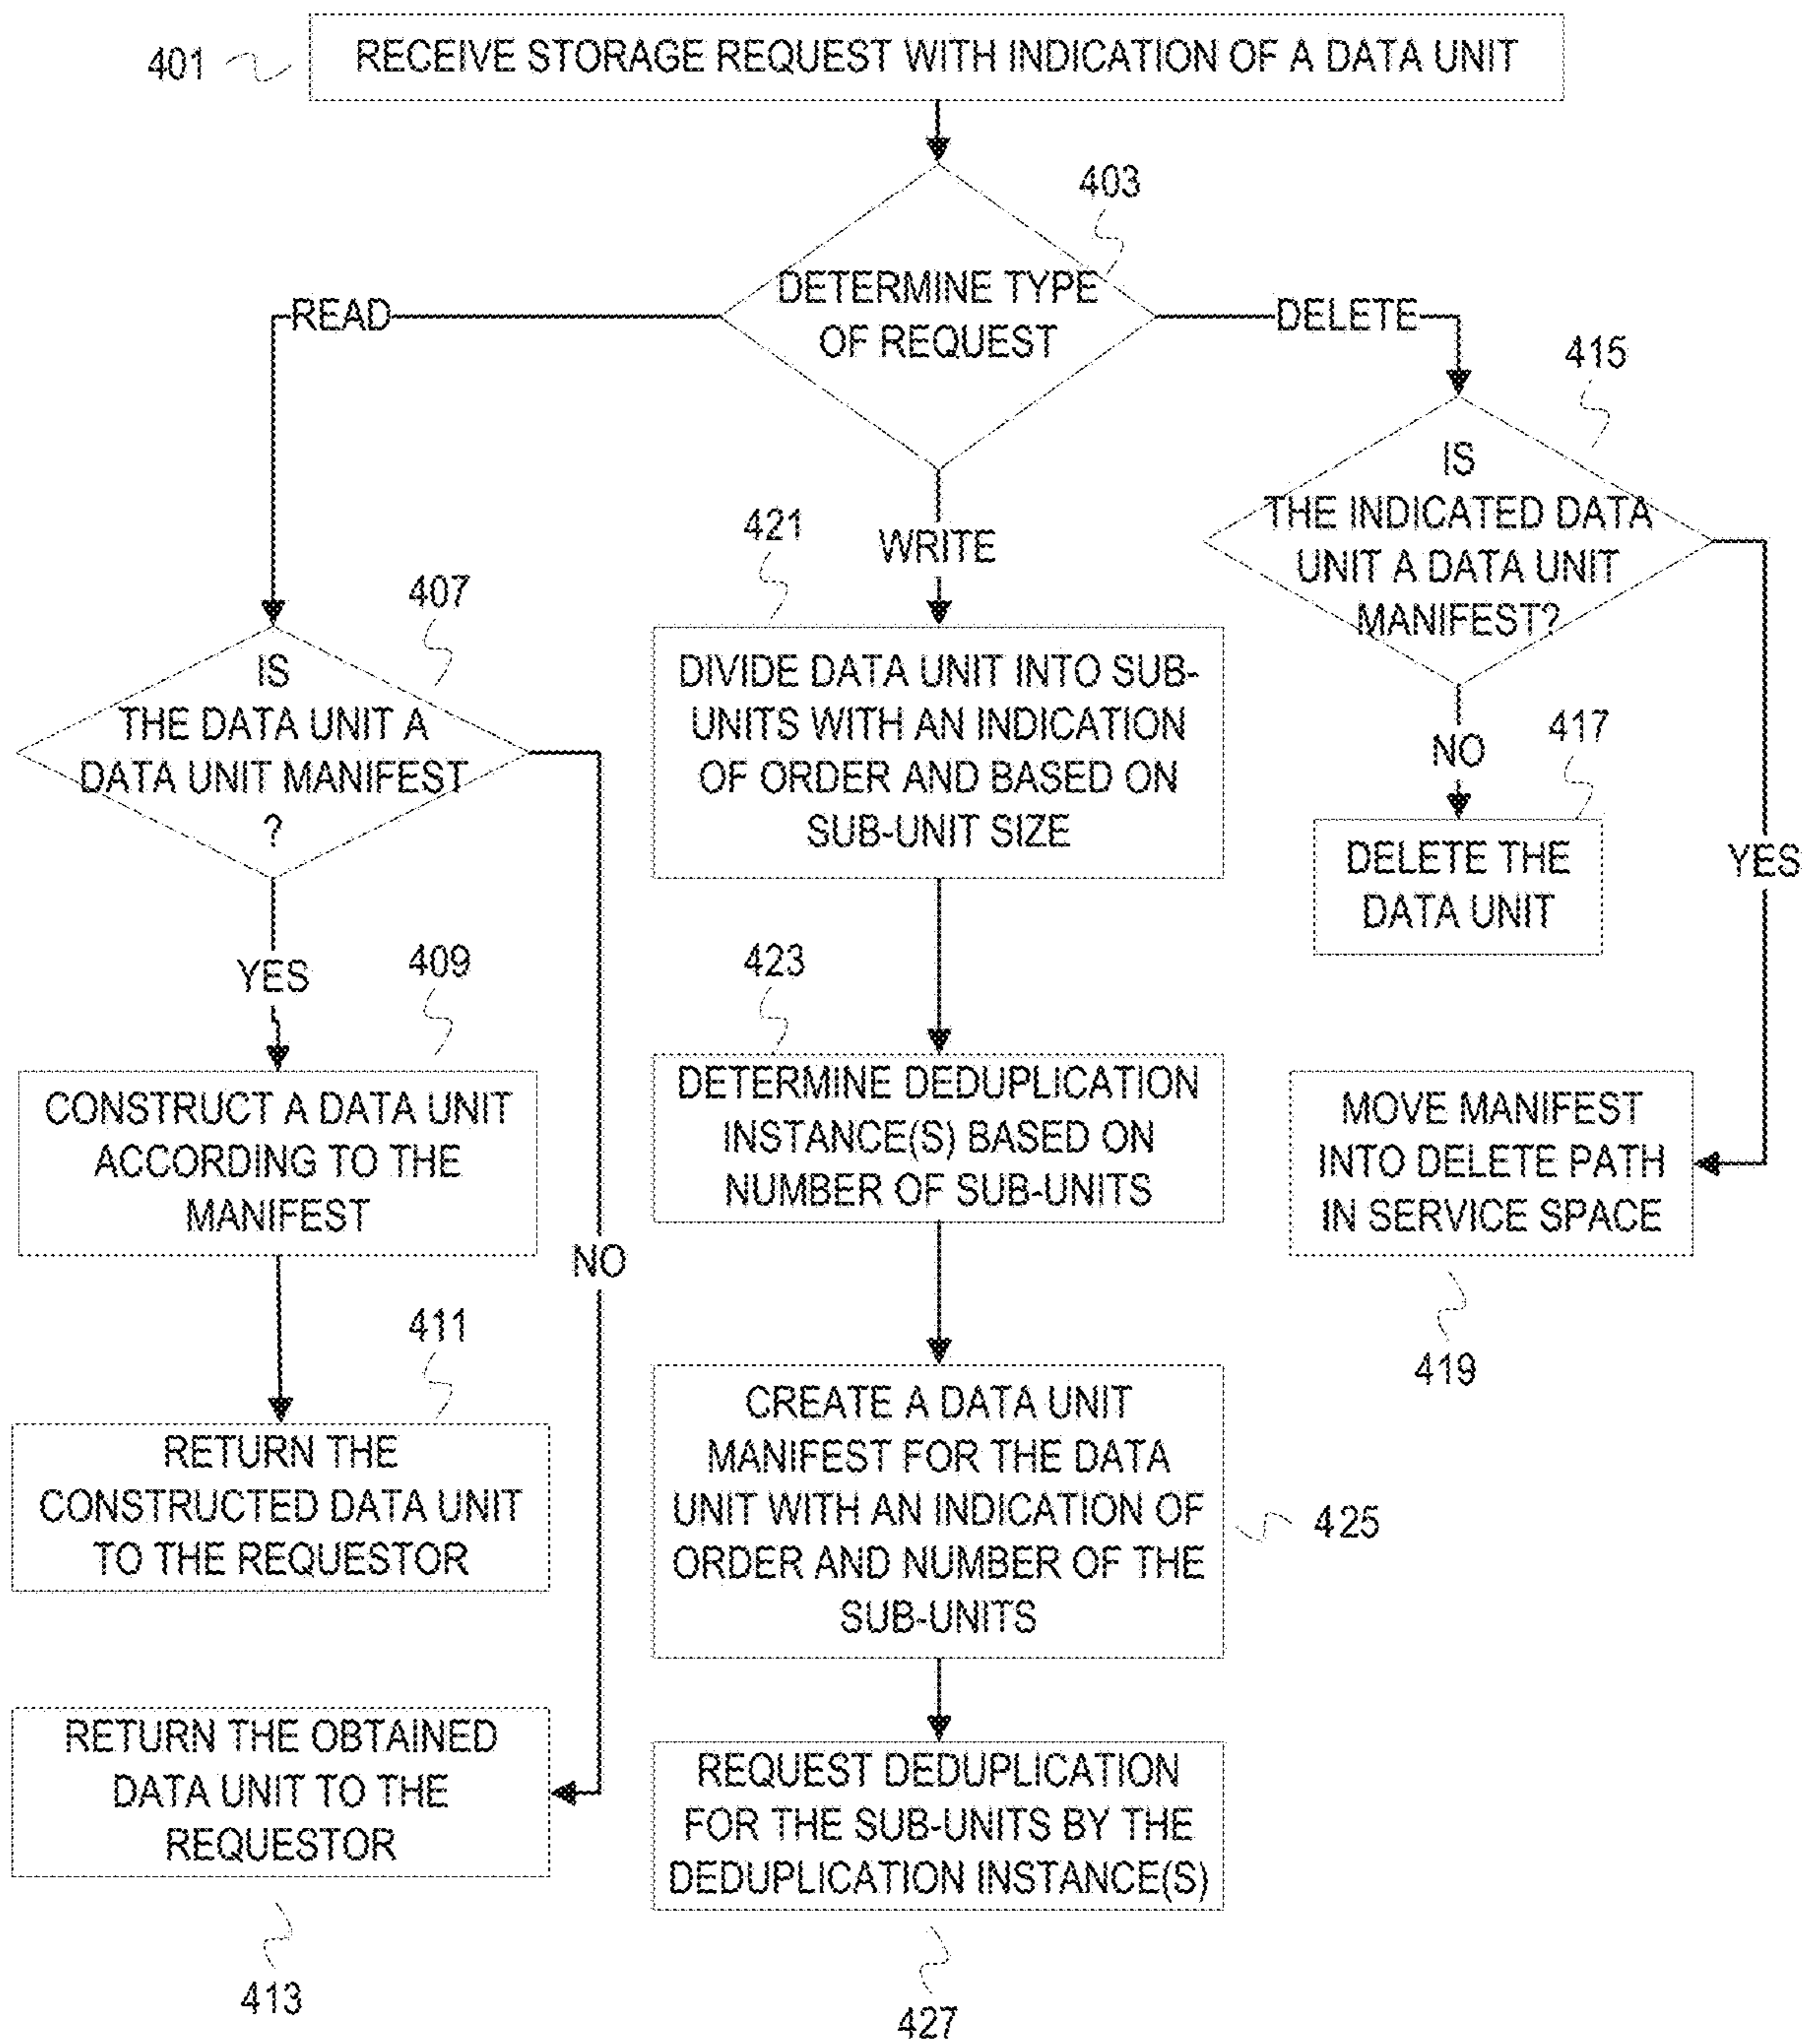 401
RECEIVE STORAGE REQUEST WITH INDICATION OF A DATA UNIT
403
DETERMINE TYPE
OF REQUEST
READ
DELETE
WRITE
407
IS
THE DATA UNIT A
DATA UNIT MANIFEST
?
YES
NO
409
CONSTRUCT A DATA UNIT
ACCORDING TO THE
MANIFEST
411
RETURN THE
CONSTRUCTED DATA UNIT
TO THE REQUESTOR
RETURN THE OBTAINED
DATA UNIT TO THE
REQUESTOR
413
421
DIVIDE DATA UNIT INTO SUB-
UNITS WITH AN INDICATION
OF ORDER AND BASED ON
SUB-UNIT SIZE
423
DETERMINE DEDUPLICATION
INSTANCE(S) BASED ON
NUMBER OF SUB-UNITS
CREATE A DATA UNIT
MANIFEST FOR THE DATA
UNIT WITH AN INDICATION OF
ORDER AND NUMBER OF THE
SUB-UNITS
425
REQUEST DEDUPLICATION
FOR THE SUB-UNITS BY THE
DEDUPLICATION INSTANCE(S)
427
415
IS
THE INDICATED DATA
UNIT A DATA UNIT
MANIFEST?
NO
417
DELETE THE
DATA UNIT
YES
MOVE MANIFEST
INTO DELETE PATH
IN SERVICE SPACE
419